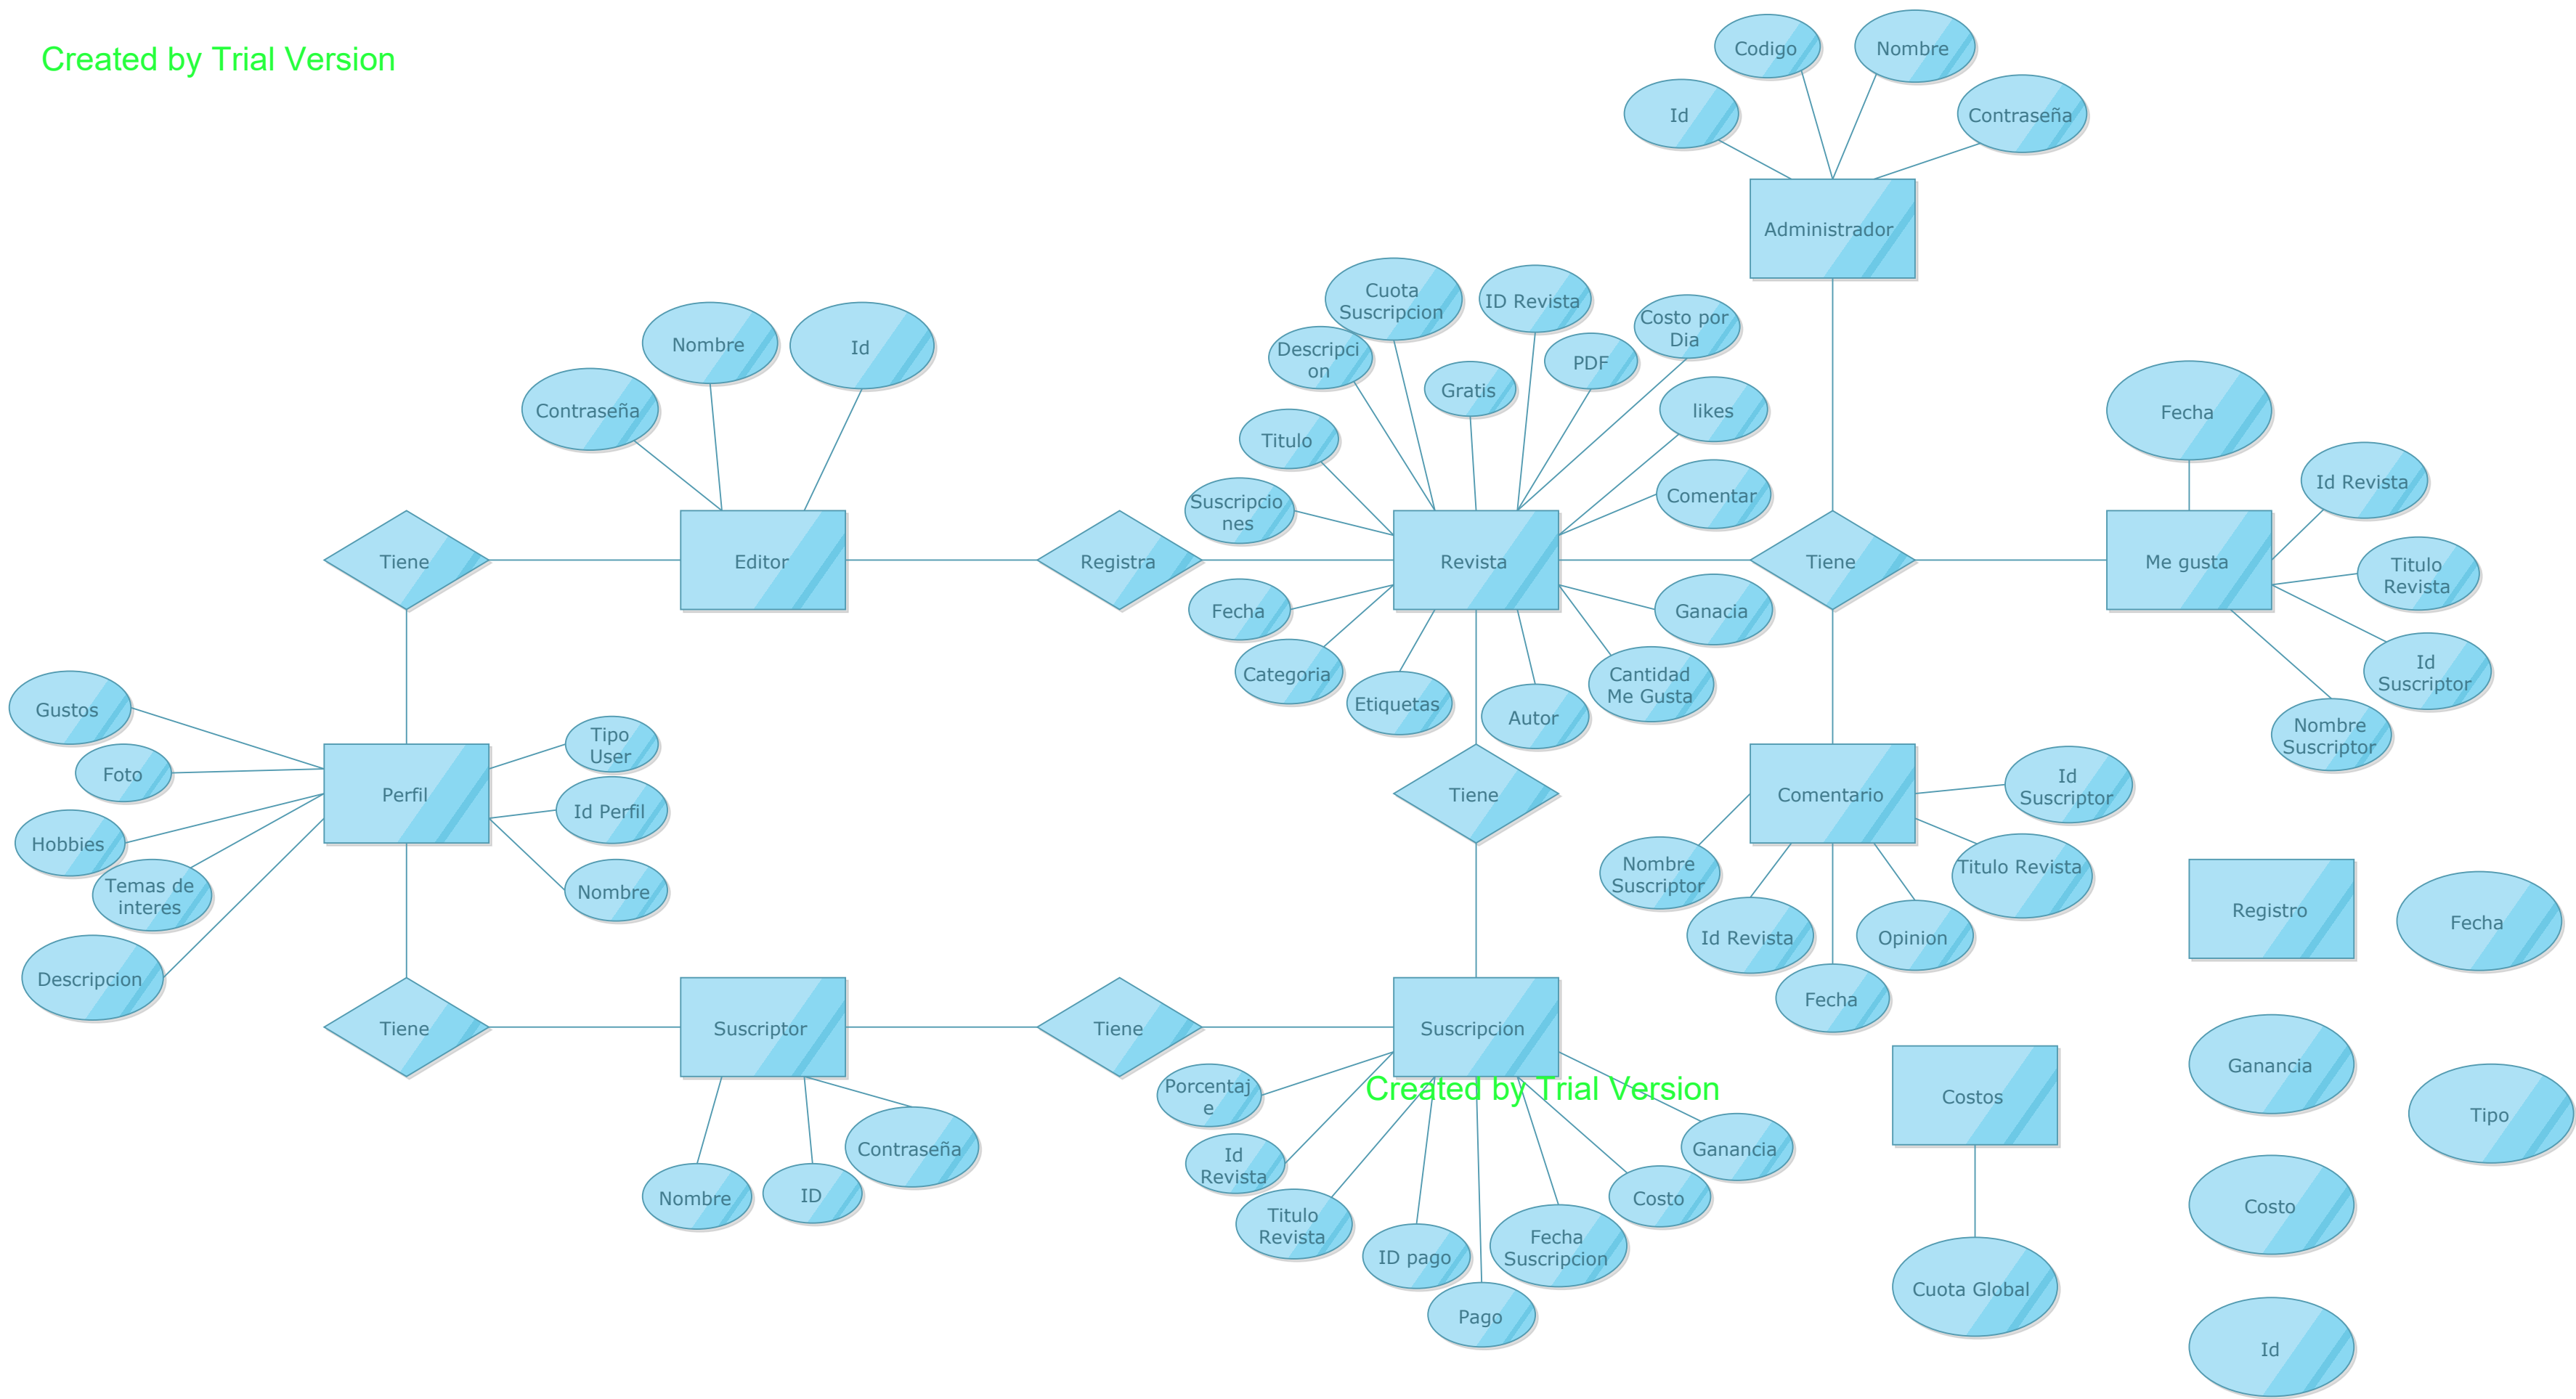 Created by Trial Version
Codigo
Nombre
Id
Contraseña
Administrador
Cuota
Suscripcion
ID Revista
Costo por
Dia
Descripci
on
PDF
Gratis
likes
Titulo
Comentar
Suscripcio
nes
Nombre
Id
Contraseña
Fecha
Id Revista
Titulo
Revista
Id
Suscriptor
Nombre
Suscriptor
Tiene
Editor
Registra
Revista
Tiene
Me gusta
Fecha
Categoria
Etiquetas
Autor
Cantidad
Me Gusta
Ganacia
Gustos
Foto
Hobbies
Temas de
interes
Descripcion
Perfil
Tipo
User
Id Perfil
Nombre
Tiene
Comentario
Id
Suscriptor
Titulo Revista
Nombre
Suscriptor
Id Revista
Opinion
Fecha
Registro
Fecha
Ganancia
Tipo
Costo
Id
Tiene
Suscriptor
Tiene
Suscripcion
Created by Trial Version
Nombre
ID
Contraseña
Porcentaj
e
Id
Revista
Titulo
Revista
ID pago
Pago
Fecha
Suscripcion
Costo
Ganancia
Costos
Cuota Global